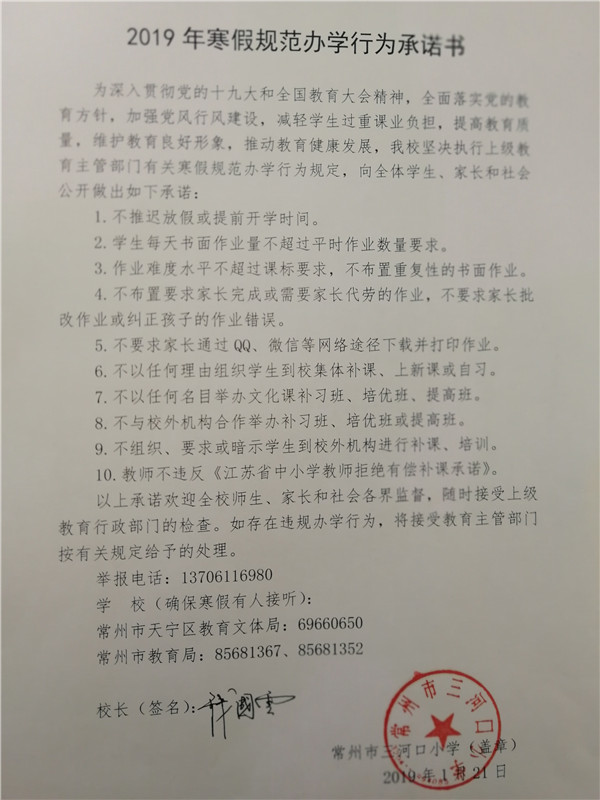 2019 年寒假规范办学行为承诺书
为深入贯彻党的十九大和全国教育大会精神，全面落实党的教
育方针，加强党风行风建设，减轻学生过重课业负担，提高教育质
量，维护教育良好形象，推动教育健康发展，我校坚决执行上级教
育主管部门有关寒假规范办学行为规定，向全体学生、家长和社会
公开做出如下承诺：
1. 不推迟放假或提前开学时间。
2. 学生每天书面作业量不超过平时作业数量要求。
3. 作业难度水平不超过课标要求，不布置重复性的书面作业。
4. 不布置要求家长完成或需要家长代劳的作业，不要求家长批
改作业或纠正孩子的作业错误。
5. 不要求家长通过 QQ、微信等网络途径下载并打印作业。
6. 不以任何理由组织学生到校集体补课、上新课或自习。
7. 不以任何名目举办文化课补习班、培优班、提高班。
8. 不与校外机构合作举办补习班、培优班或提高班。
9. 不组织、要求或暗示学生到校外机构进行补课、培训。
10. 教师不违反《江苏省中小学教师拒绝有偿补课承诺》。
以上承诺欢迎全校师生、家长和社会各界监督，随时接受上级
教育行政部门的检查。如存在违规办学行为，将接受教育主管部门
按有关规定给予的处理。
举报电话：13706116980
学 校（确保寒假有人接听）：
常州市天宁区教育文体局：69660650
常州市教育局：85681367、85681352
校长（签名）：
常州市三河口小学（盖章）
2019 年 1 月 21 日
常州市三河口小学